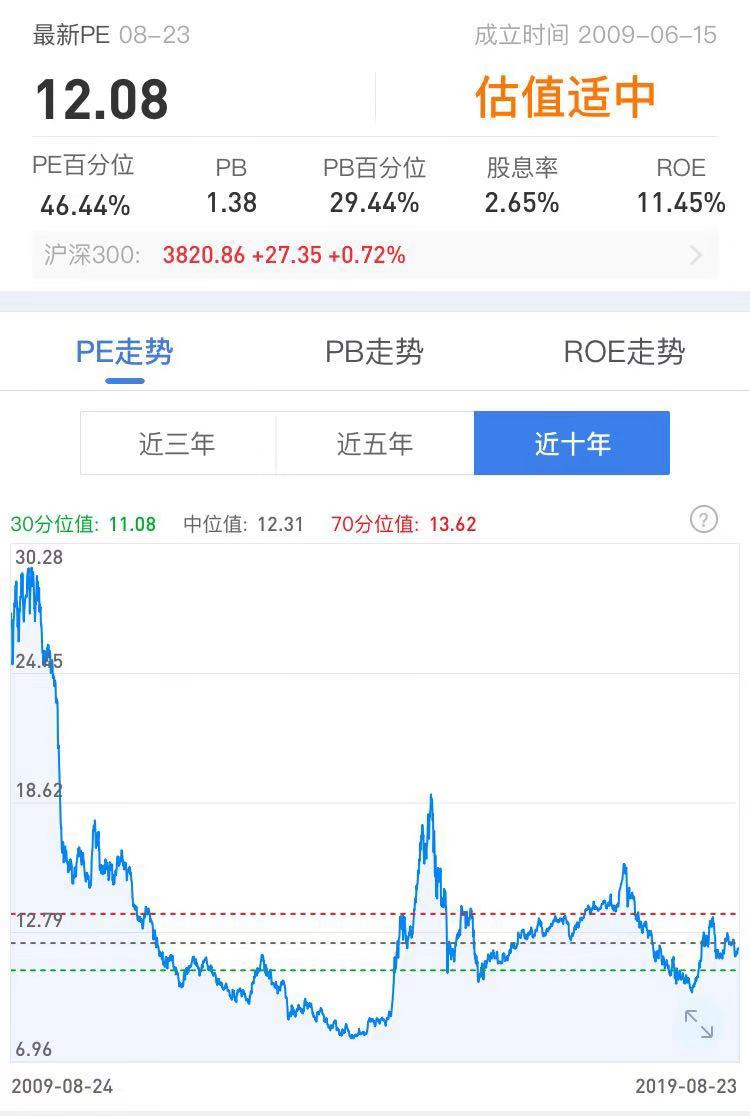 最新PE 08-23 成立时间 2009-06-15
12.08 估值适中
PE百分位 PB PB百分位 股息率 ROE
46.44% 1.38 29.44% 2.65% 11.45%
沪深300: 3820.86 +27.35 +0.72%
PE走势 PB走势 ROE走势
近三年 近五年 近十年
30分位值: 11.08 中位值: 12.31 70分位值: 13.62 ?
30.28
24.45
18.62
12.79
6.96
2009-08-24 2019-08-23